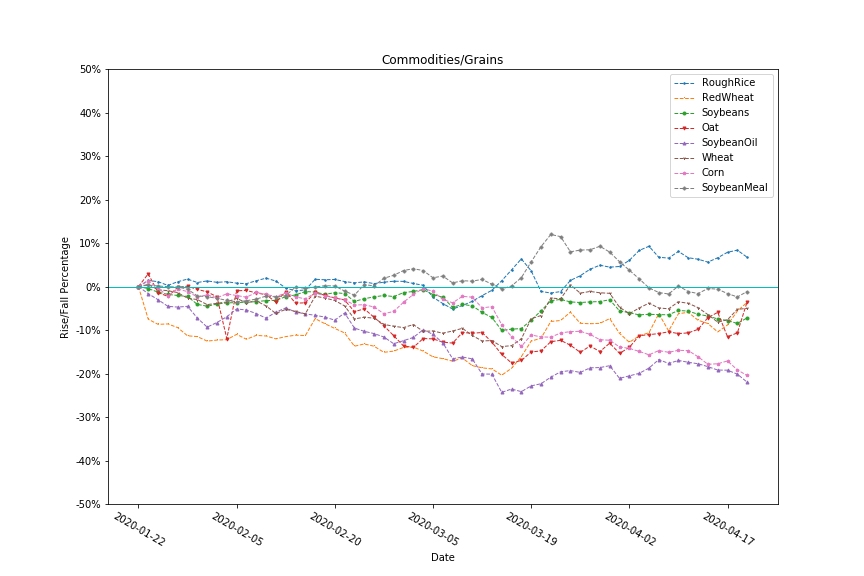 Commodities/Grains
50%
40%
30%
20%
10%
0%
-10%
-20%
-30%
-40%
-50%
Rise/Fall Percentage
RoughRice
RedWheat
Soybeans
Oat
SoybeanOil
Wheat
Corn
SoybeanMeal
2020-01-22
2020-02-05
2020-02-20
2020-03-05
2020-03-19
2020-04-02
2020-04-17
Date